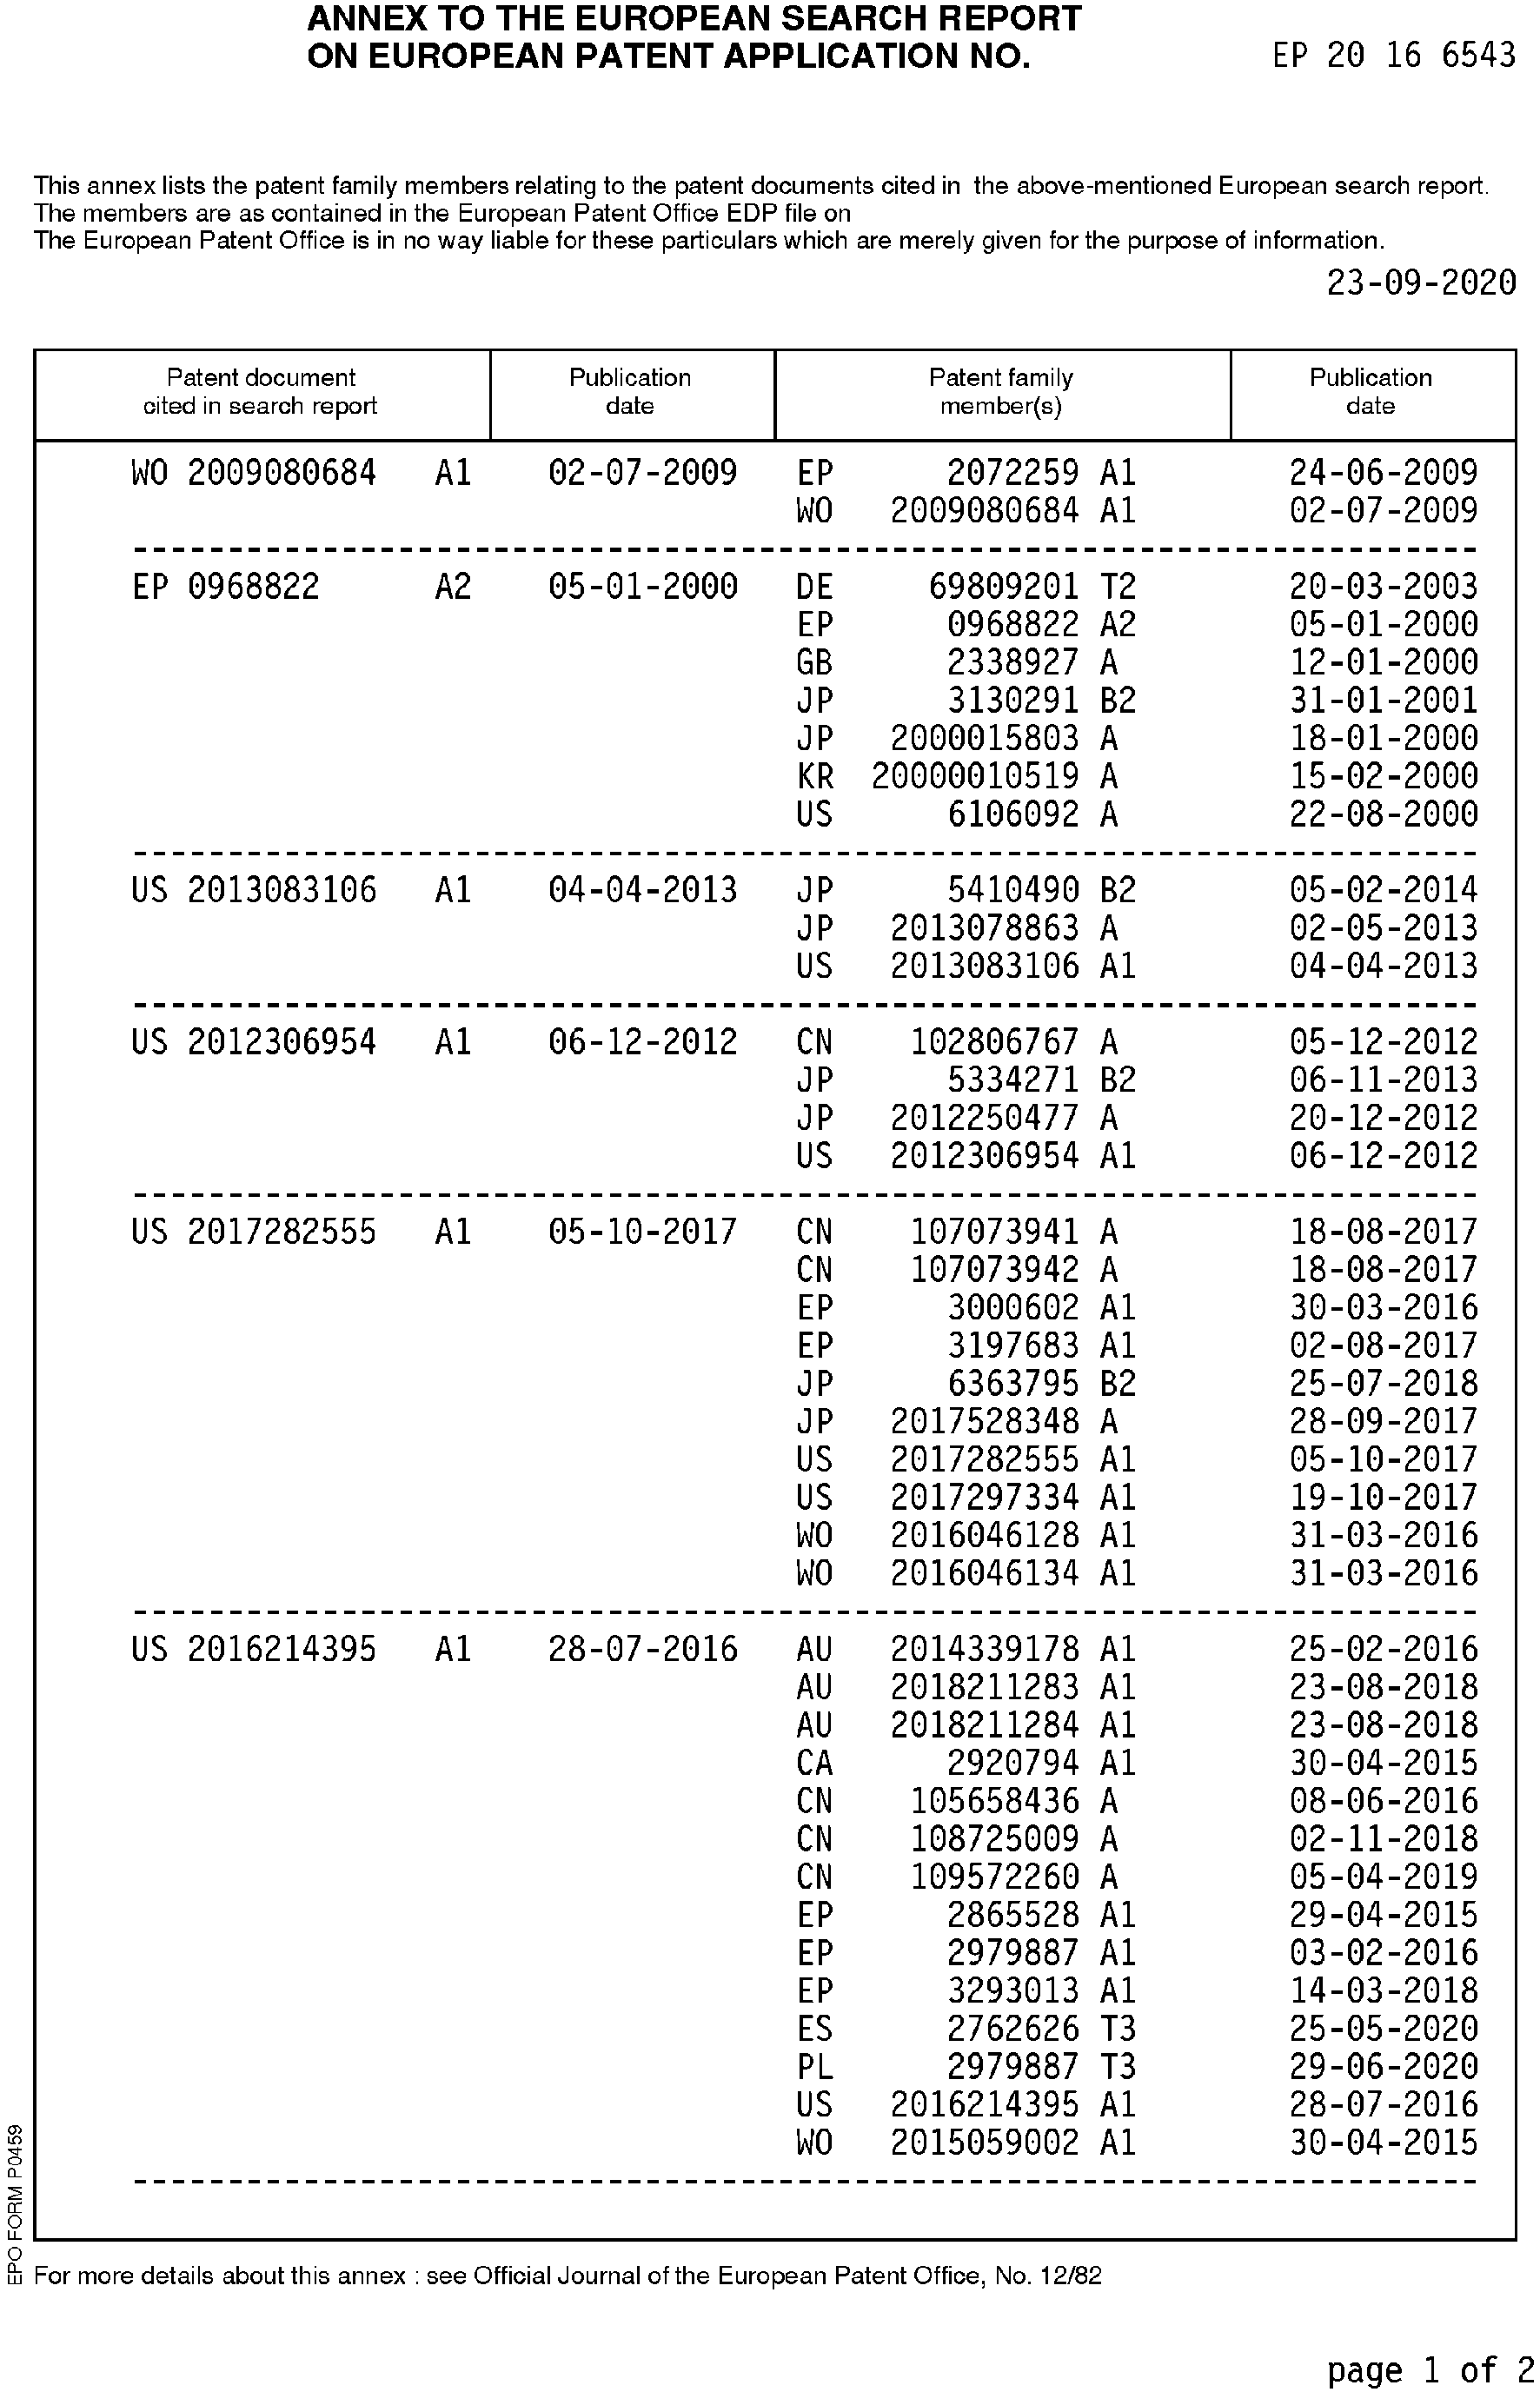 ANNEX TO THE EUROPEAN SEARCH REPORT
ON EUROPEAN PATENT APPLICATION NO. EP 20 16 6543
This annex lists the patent family members relating to the patent documents cited in the above-mentioned European search report.
The members are as contained in the European Patent Office EDP file on
The European Patent Office is in no way liable for these particulars which are merely given for the purpose of information.
23-09-2020
Patent document Publication Patent family Publication
cited in search report date member(s) date
WO 2009080684 A1 02-07-2009 EP 2072259 A1 24-06-2009
WO 2009080684 A1 02-07-2009
EP 0968822 A2 05-01-2000 DE 69809201 T2 20-03-2003
EP 0968822 A2 05-01-2000
GB 2338927 A 12-01-2000
JP 3130291 B2 31-01-2001
JP 2000015803 A 18-01-2000
KR 20000010519 A 15-02-2000
US 6106092 A 22-08-2000
US 2013083106 A1 04-04-2013 JP 5410490 B2 05-02-2014
JP 2013078863 A 02-05-2013
US 2013083106 A1 04-04-2013
US 2012306954 A1 06-12-2012 CN 102806767 A 05-12-2012
JP 5334271 B2 06-11-2013
JP 2012250477 A 20-12-2012
US 2012306954 A1 06-12-2012
US 2017282555 A1 05-10-2017 CN 107073941 A 18-08-2017
CN 107073942 A 18-08-2017
EP 3000602 A1 30-03-2016
EP 3197683 A1 02-08-2017
JP 6363795 B2 25-07-2018
JP 2017528348 A 28-09-2017
US 2017282555 A1 05-10-2017
US 2017297334 A1 19-10-2017
WO 2016046128 A1 31-03-2016
WO 2016046134 A1 31-03-2016
US 2016214395 A1 28-07-2016 AU 2014339178 A1 25-02-2016
AU 2018211283 A1 23-08-2018
AU 2018211284 A1 23-08-2018
CA 2920794 A1 30-04-2015
CN 105658436 A 08-06-2016
CN 108725009 A 02-11-2018
CN 109572260 A 05-04-2019
EP 2865528 A1 29-04-2015
EP 2979887 A1 03-02-2016
EP 3293013 A1 14-03-2018
ES 2762626 T3 25-05-2020
PL 2979887 T3 29-06-2020
US 2016214395 A1 28-07-2016
WO 2015059002 A1 30-04-2015
EPO FORM P0459
For more details about this annex : see Official Journal of the European Patent Office, No. 12/82
page 1 of 2